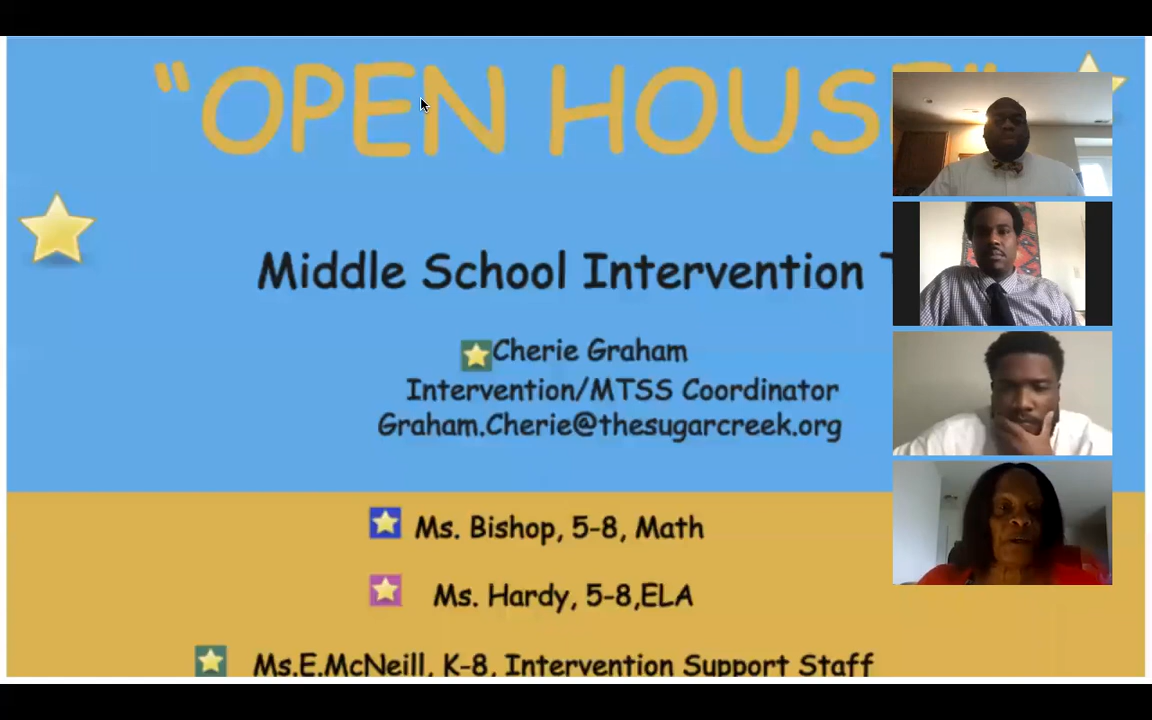 "OPEN HOUS
Middle School Intervention
Cherie Graham
Intervention/MTSS Coordinator
Graham.Cherie@thesugarcreek.org
Ms. Bishop, 5-8, Math
Ms. Hardy, 5-8,ELA
Ms.E.McNeill, K-8, Intervention Support Staff